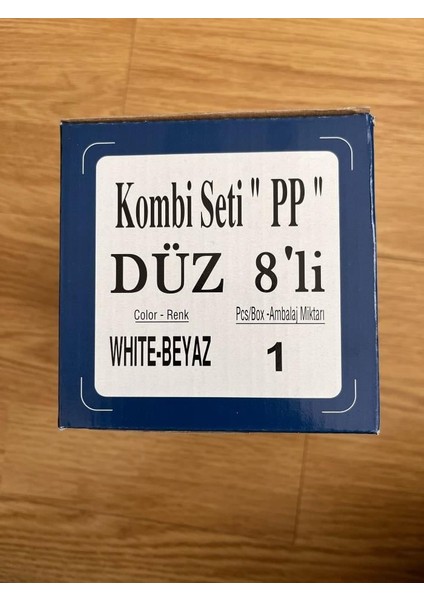 Kombi Seti " PP "
DÜZ 8'li
Color - Renk Pcs/Box -Ambalaj Miktarı
WHITE-BEYAZ 1